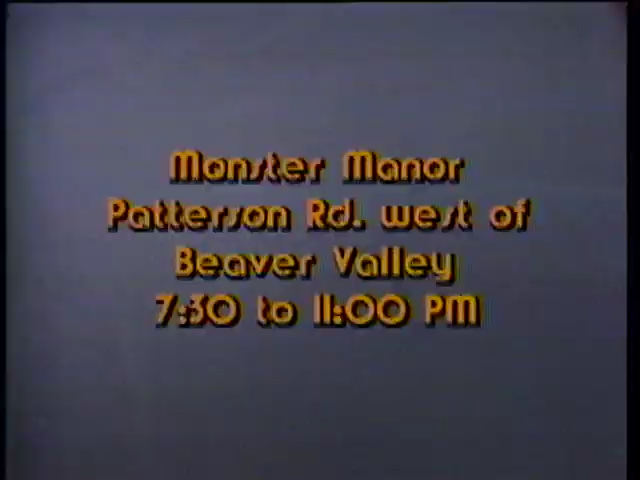 Monster Manor
Patterson Rd. west of
Beaver Valley
7:30 to 11:00 PM